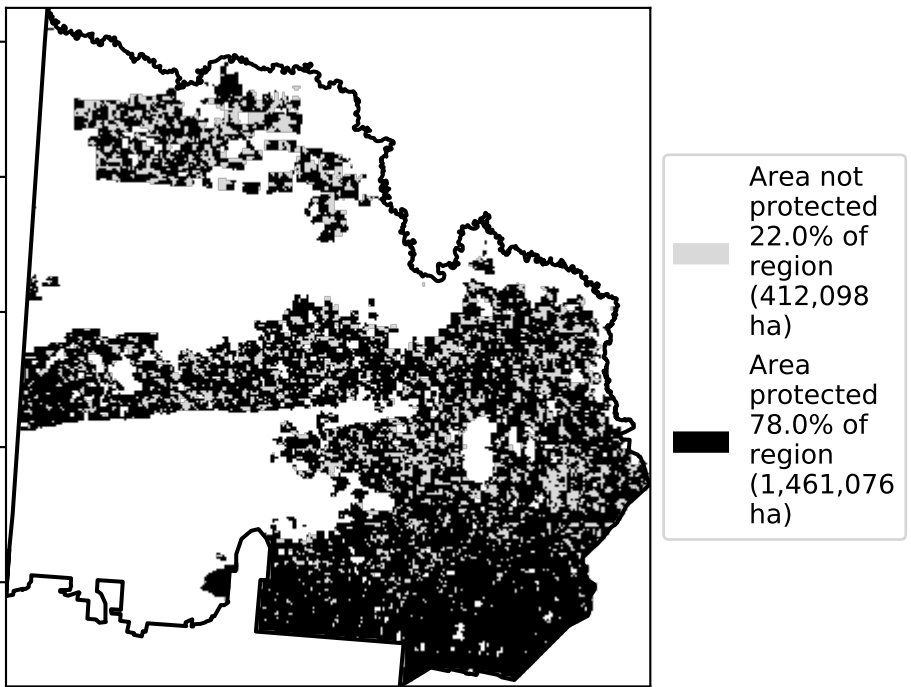 Area not
protected
22.0% of
region
(412,098
ha)
Area
protected
78.0% of
region
(1,461,076
ha)